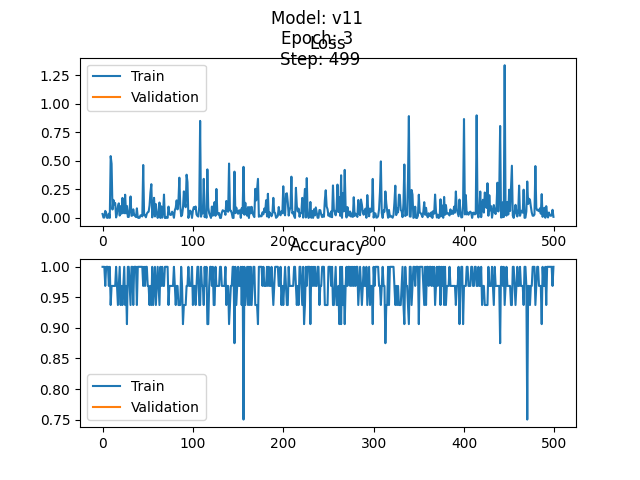 Model: v11
Epoch: 3
Step: 499
Loss
Train
Validation
1.25
1.00
0.75
0.50
0.25
0.00
0
100
200
300
400
500
Accuracy
1.00
0.95
0.90
0.85
0.80
0.75
Train
Validation
0
100
200
300
400
500